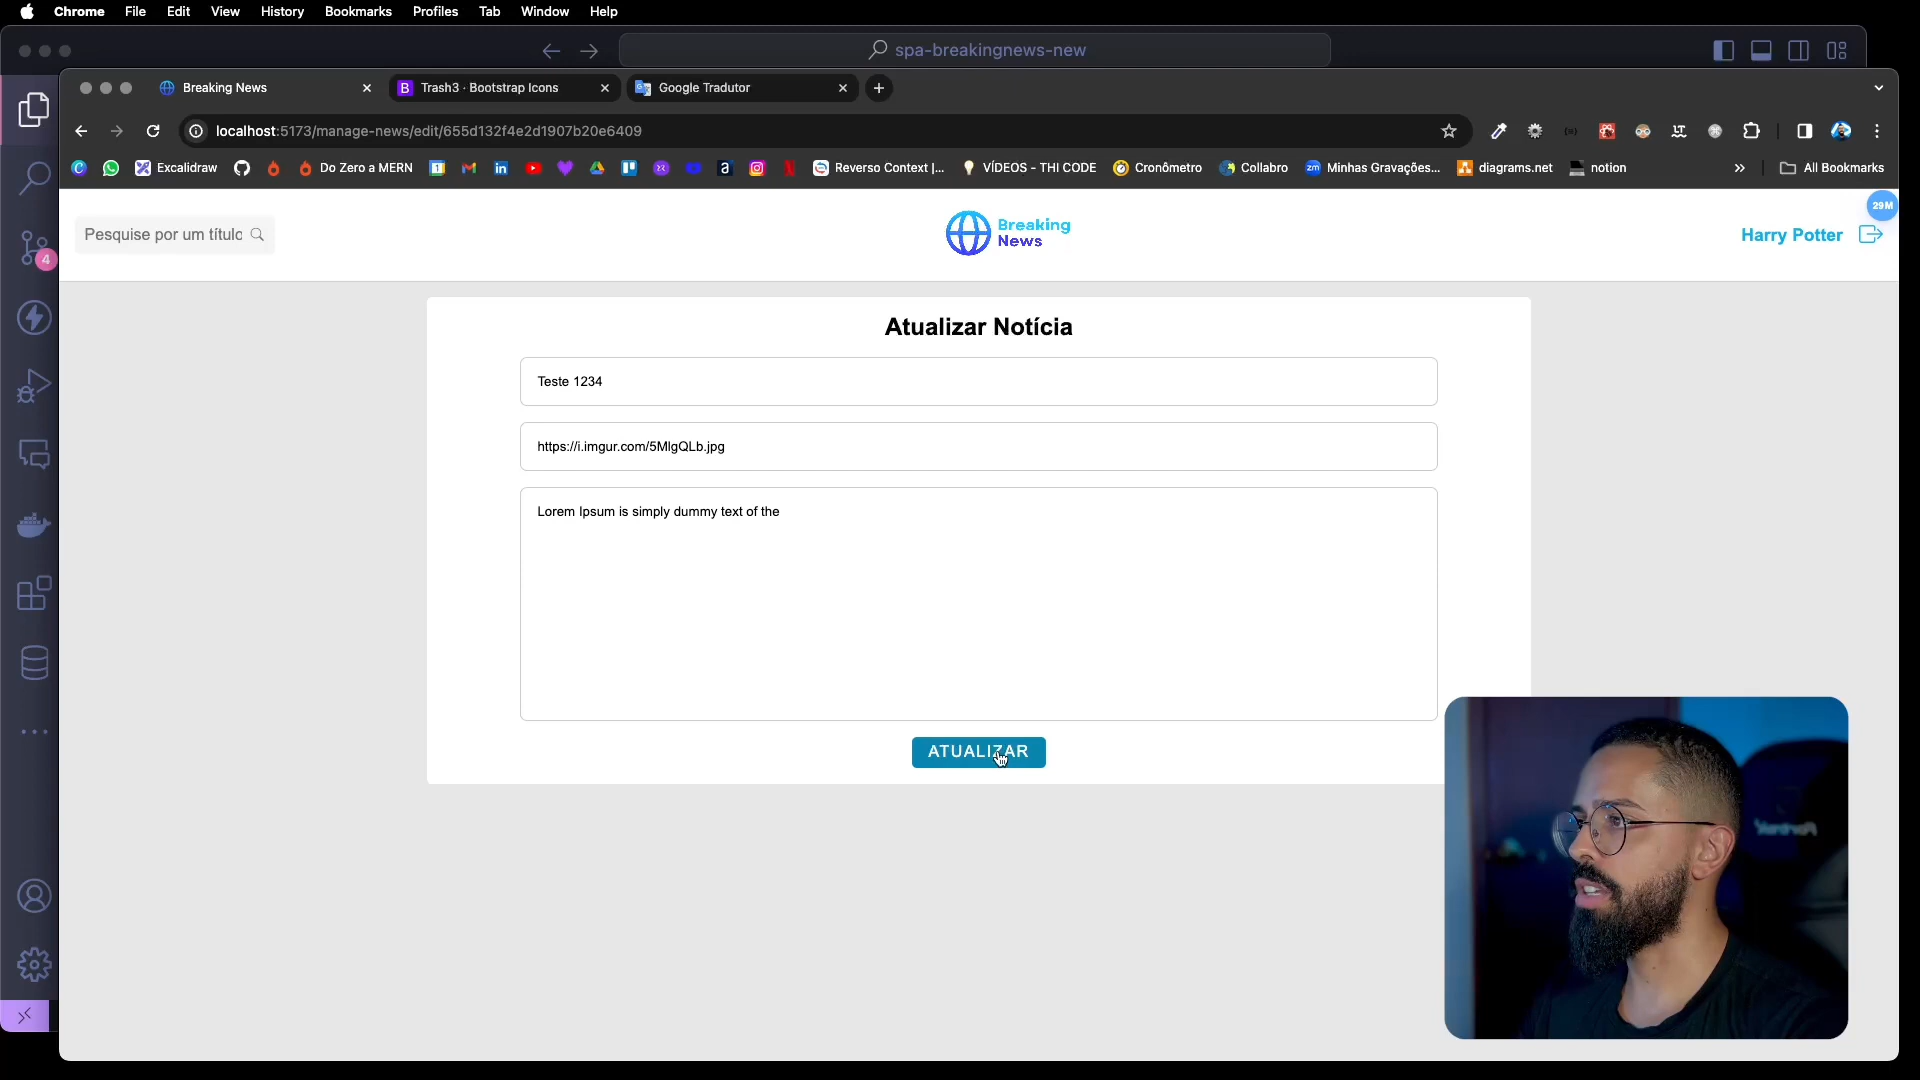 Chrome File Edit View History Bookmarks Profiles Tab Window Help
spa-breakingnews-new
Breaking News
Trash3 · Bootstrap Icons
Google Tradutor
localhost:5173/manage-news/edit/655d132f4e2d1907b20e6409
Excalidraw
Do Zero a MERN
Reverso Context |...
VÍDEOS - THI CODE
Cronômetro
Collabro
Minhas Gravações...
diagrams.net
notion
All Bookmarks
29M
Pesquise por um título
Breaking
News
Harry Potter
4
Atualizar Notícia
Teste 1234
https://i.imgur.com/5MlgQLb.jpg
Lorem Ipsum is simply dummy text of the
ATUALIZAR